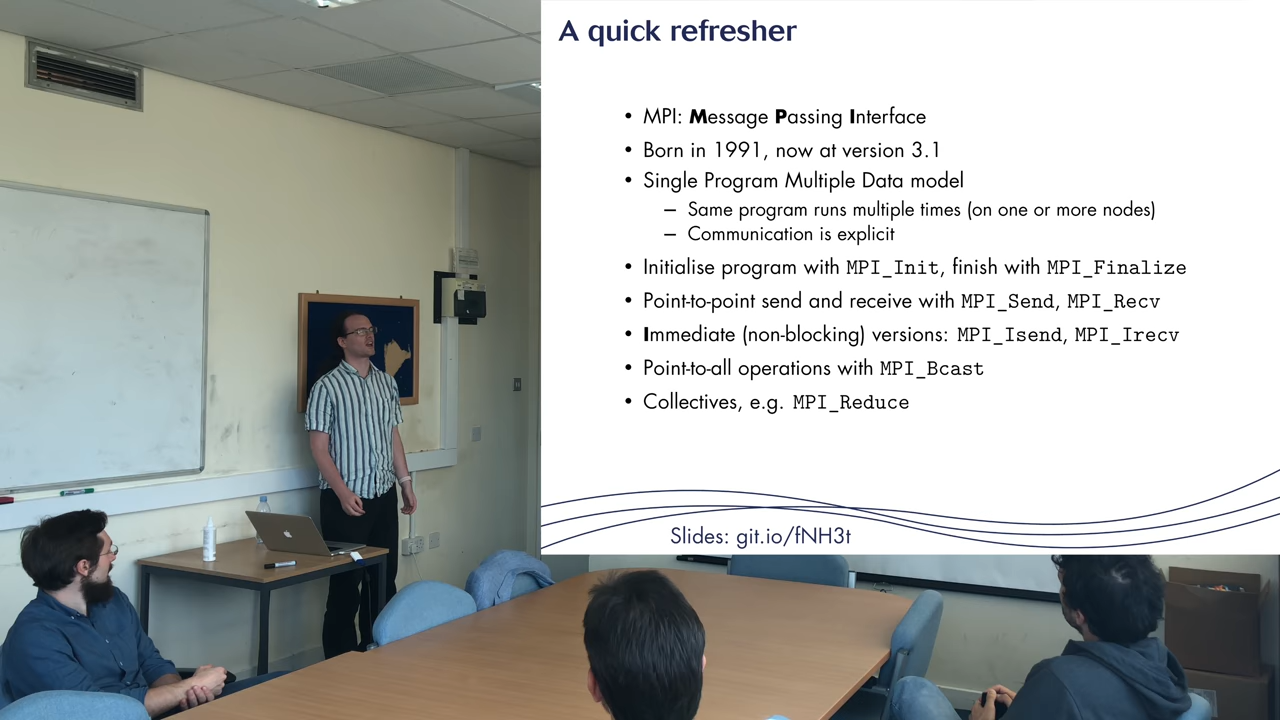 A quick refresher
• MPI: Message Passing Interface
• Born in 1991, now at version 3.1
• Single Program Multiple Data model
– Same program runs multiple times (on one or more nodes)
– Communication is explicit
• Initialise program with MPI_Init, finish with MPI_Finalize
• Point-to-point send and receive with MPI_Send, MPI_Recv
• Immediate (non-blocking) versions: MPI_Isend, MPI_Irecv
• Point-to-all operations with MPI_Bcast
• Collectives, e.g. MPI_Reduce
Slides: git.io/fNH3t